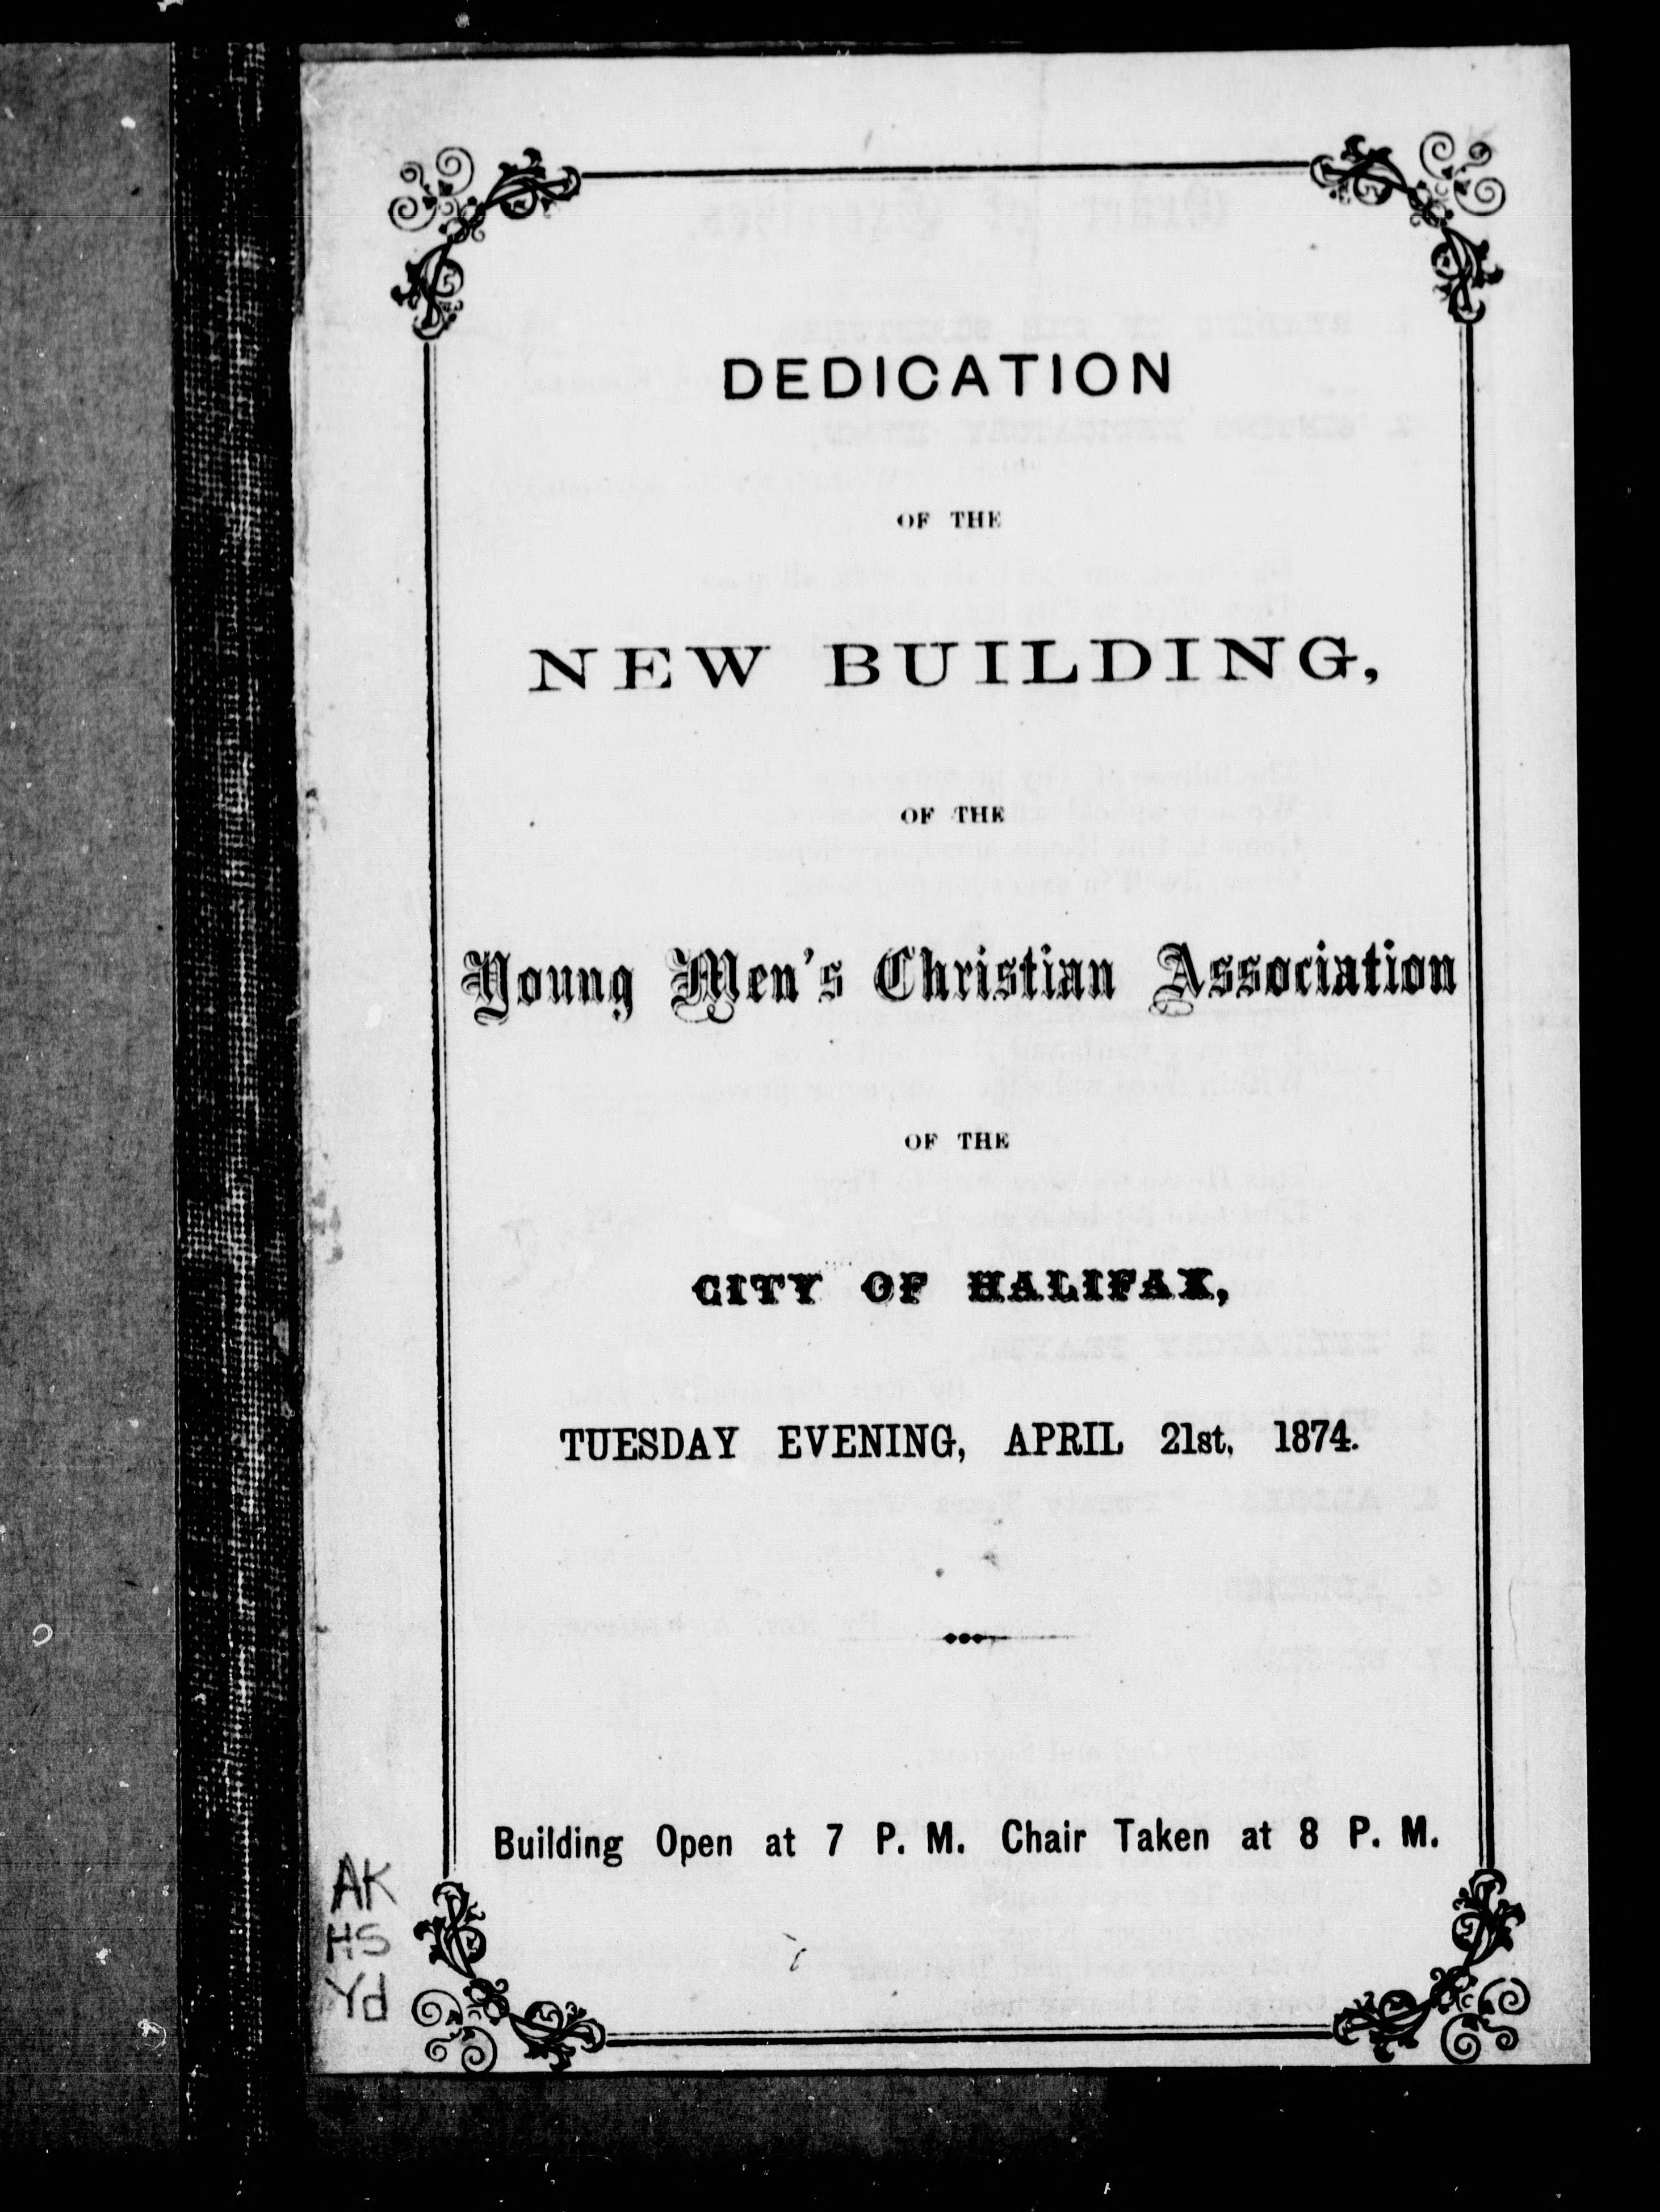 DEDICATION
OF THE
NEW BUILDING,
OF THE
Young Men's Christian Association
OF THE
CITY OF HALIFAX,
TUESDAY EVENING, APRIL 21st, 1874.
Building Open at 7 P. M. Chair Taken at 8 P. M.
AK
HS
Yd